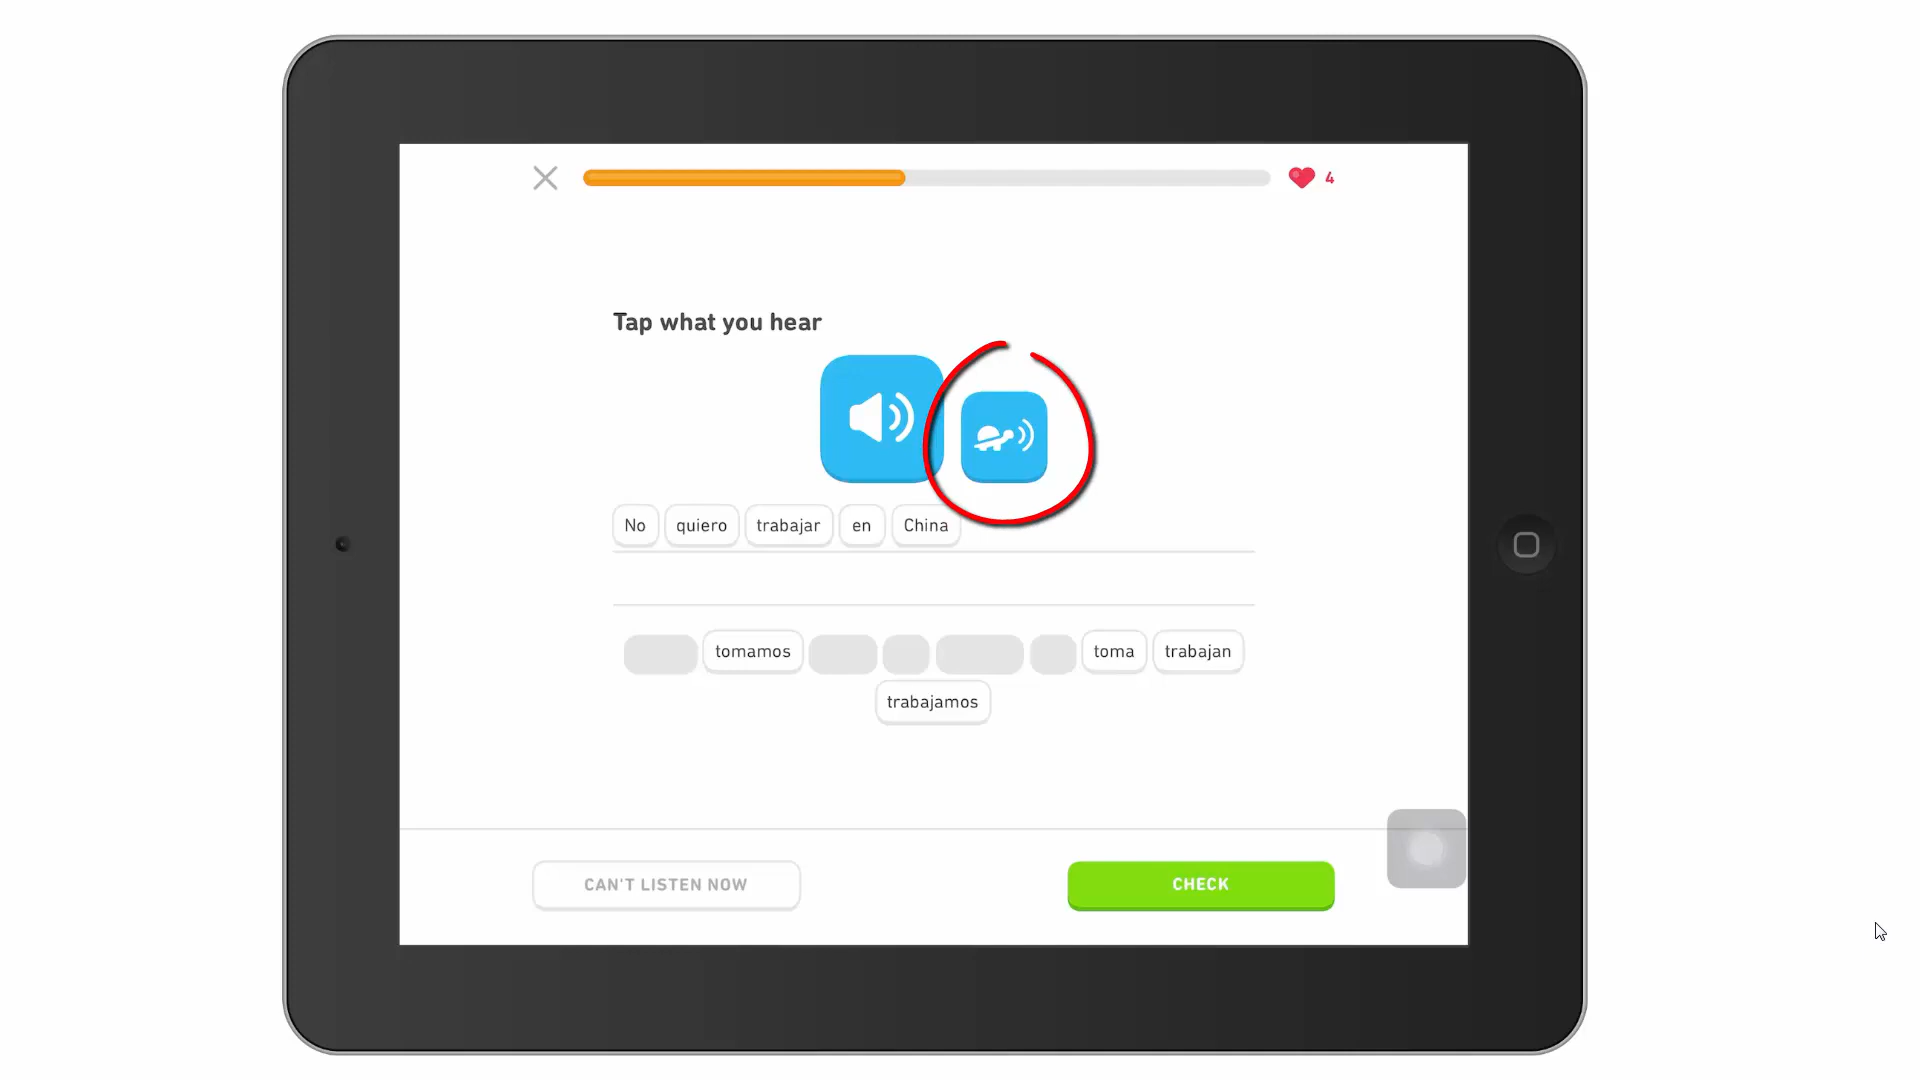 4
Tap what you hear
No quiero trabajar en China
tomamos toma trabajan
trabajamos
CAN'T LISTEN NOW CHECK